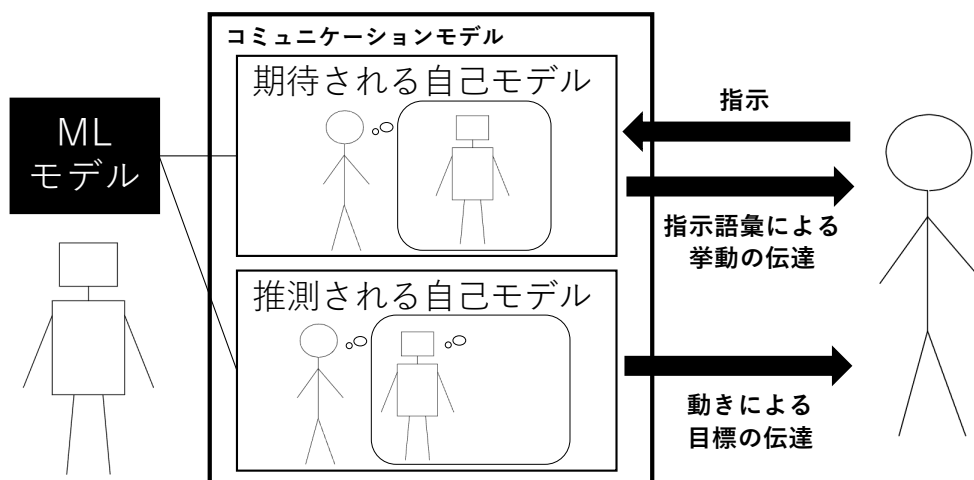 コミュニケーションモデル
期待される自己モデル
ML
モデル
指示
指示語彙による
挙動の伝達
推測される自己モデル
動きによる
目標の伝達